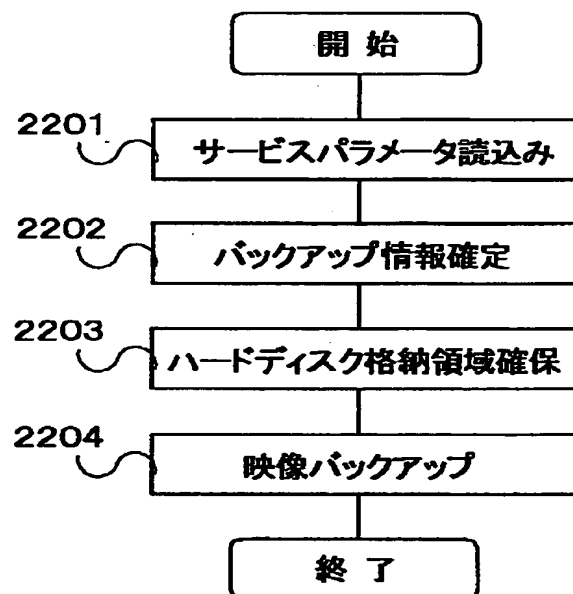 開 始
2201
サービスパラメータ読込み
2202
バックアップ情報確定
2203
ハードディスク格納領域確保
2204
映像バックアップ
終 了